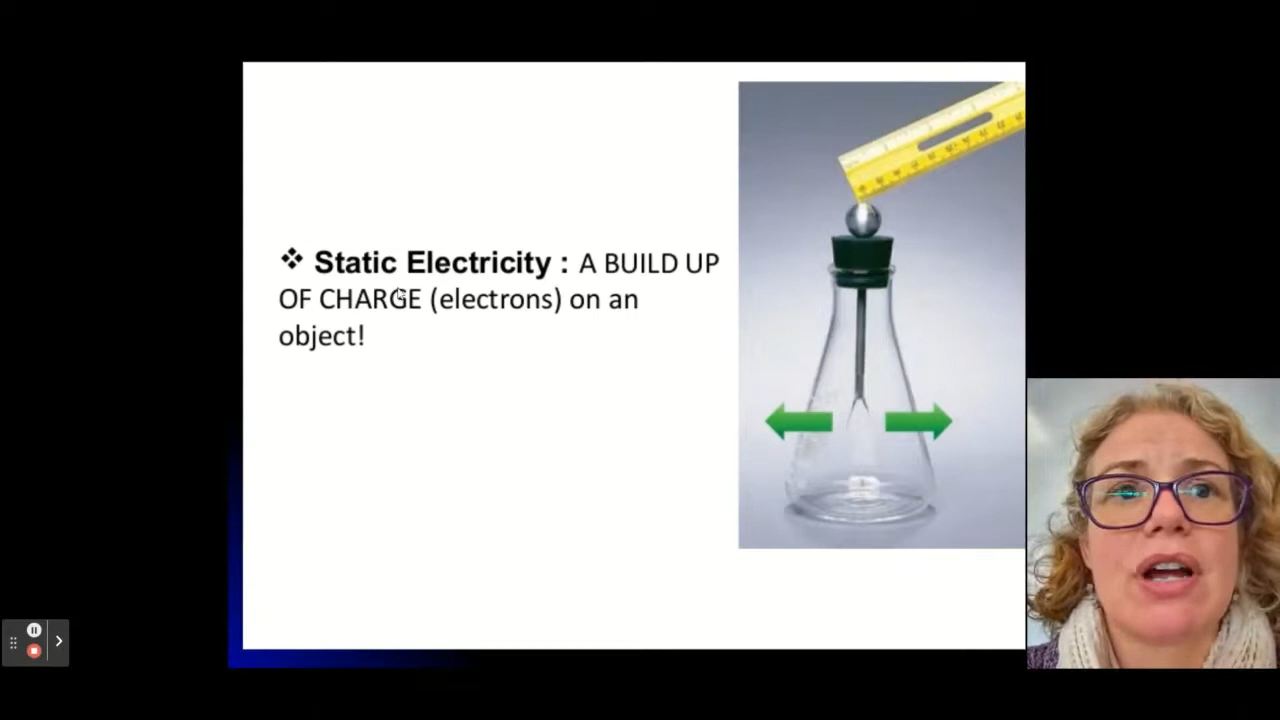 ❖ Static Electricity : A BUILD UP
OF CHARGE (electrons) on an
object!